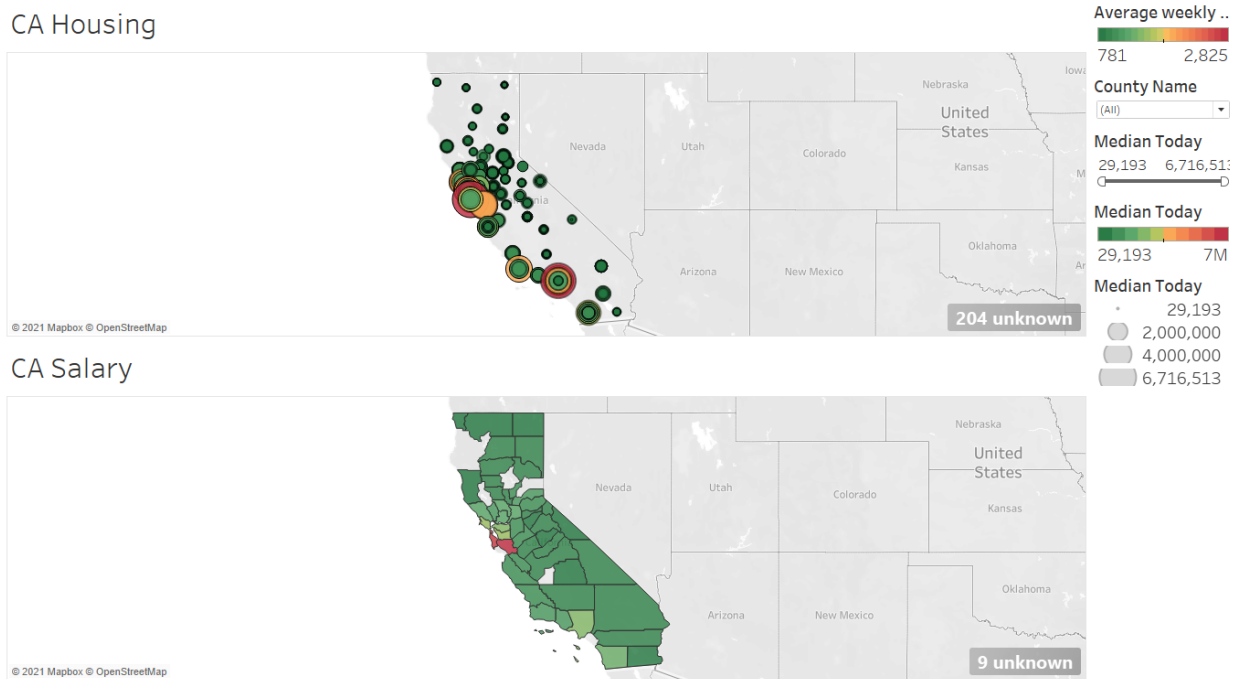 CA Housing
Nebraska
Iowa
United
States
Nevada
Utah
Colorado
Kansas
Oklahoma
Arizona
New Mexico
204 unknown
© 2021 Mapbox © OpenStreetMap
CA Salary
Nebraska
United
States
Nevada
Utah
Colorado
Kansas
Oklahoma
Arizona
New Mexico
9 unknown
© 2021 Mapbox © OpenStreetMap
Average weekly ..
781 2,825
County Name
(All)
Median Today
29,193 6,716,51
Median Today
29,193 7M
Median Today
29,193
2,000,000
4,000,000
6,716,513